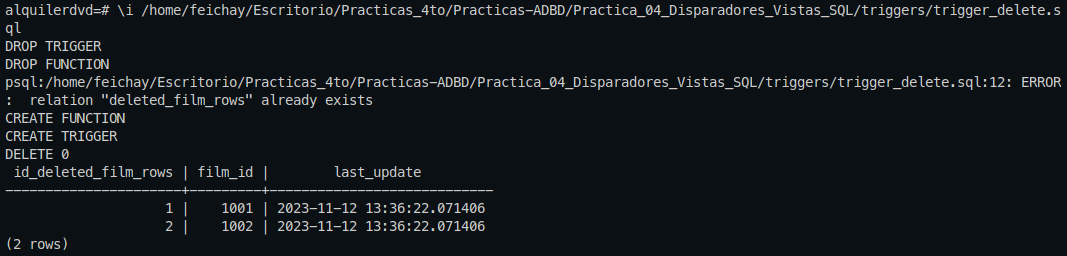 alquilerdvd=# \i /home/feichay/Escritorio/Practicas_4to/Practicas-ADBD/Practica_04_Disparadores_Vistas_SQL/triggers/trigger_delete.s
ql
DROP TRIGGER
DROP FUNCTION
psql:/home/feichay/Escritorio/Practicas_4to/Practicas-ADBD/Practica_04_Disparadores_Vistas_SQL/triggers/trigger_delete.sql:12: ERROR
:  relation "deleted_film_rows" already exists
CREATE FUNCTION
CREATE TRIGGER
DELETE 0
 id_deleted_film_rows | film_id |        last_update
----------------------+---------+----------------------------
                    1 |    1001 | 2023-11-12 13:36:22.071406
                    2 |    1002 | 2023-11-12 13:36:22.071406
(2 rows)